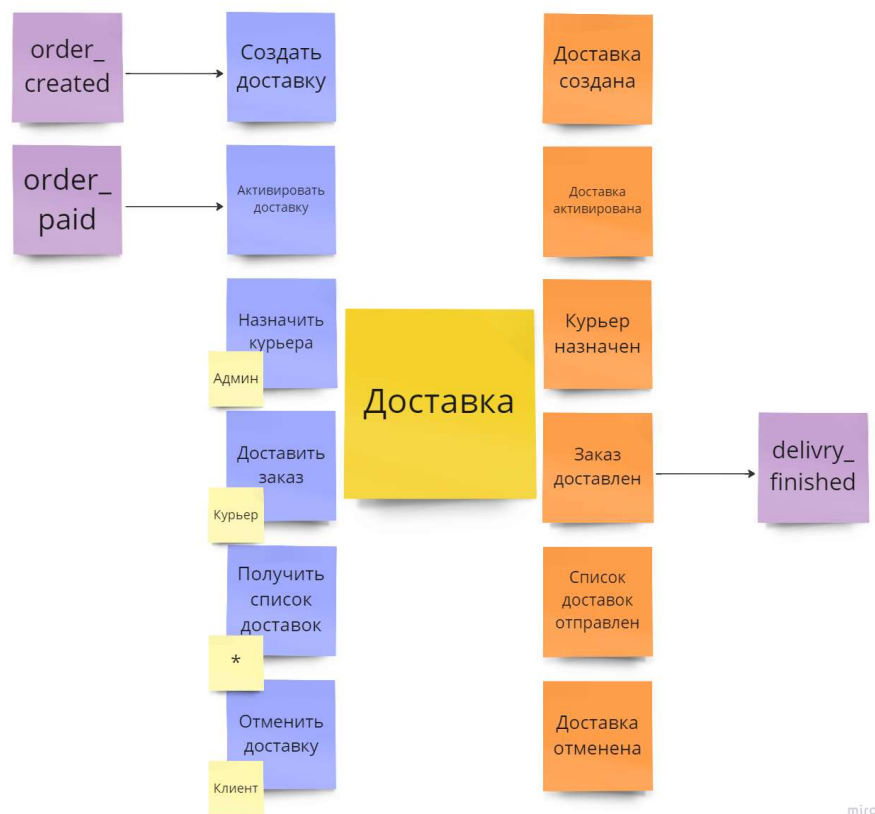 order_
created
Создать
доставку
Доставка
создана
order_
paid
Активировать
доставку
Доставка
активирована
Назначить
курьера
Админ
Курьер
назначен
Доставка
Доставить
заказ
Курьер
Заказ
доставлен
delivry_
finished
Получить
список
доставок
*
Список
доставок
отправлен
Отменить
доставку
Клиент
Доставка
отменена
miro